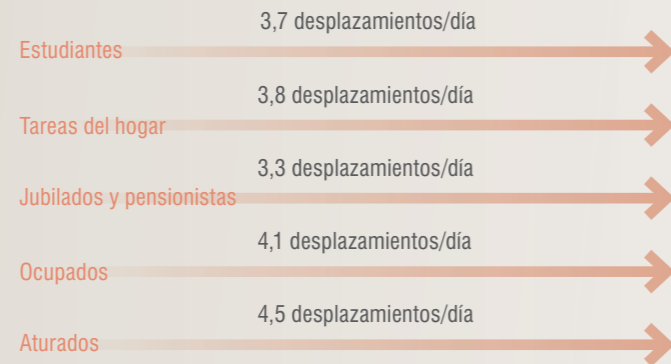 3,7 desplazamientos/día
Estudiantes
3,8 desplazamientos/día
Tareas del hogar
3,3 desplazamientos/día
Jubilados y pensionistas
4,1 desplazamientos/día
Ocupados
4,5 desplazamientos/día
Aturados